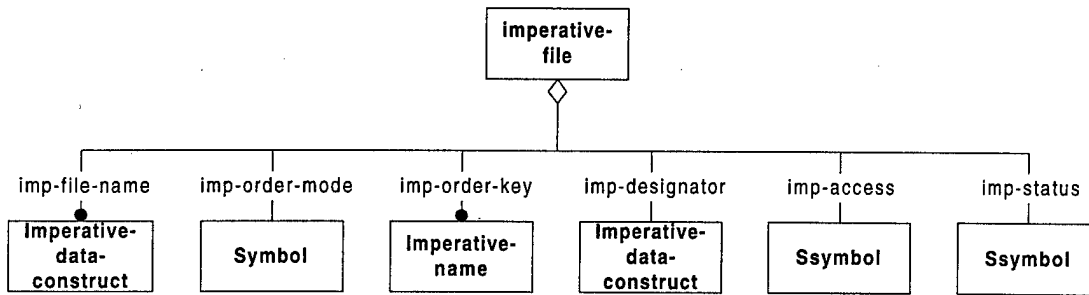 imperative-
file
imp-file-name imp-order-mode imp-order-key imp-designator imp-access imp-status
Imperative-
data-
construct
Symbol
Imperative-
name
Imperative-
data-
construct
Ssymbol
Ssymbol